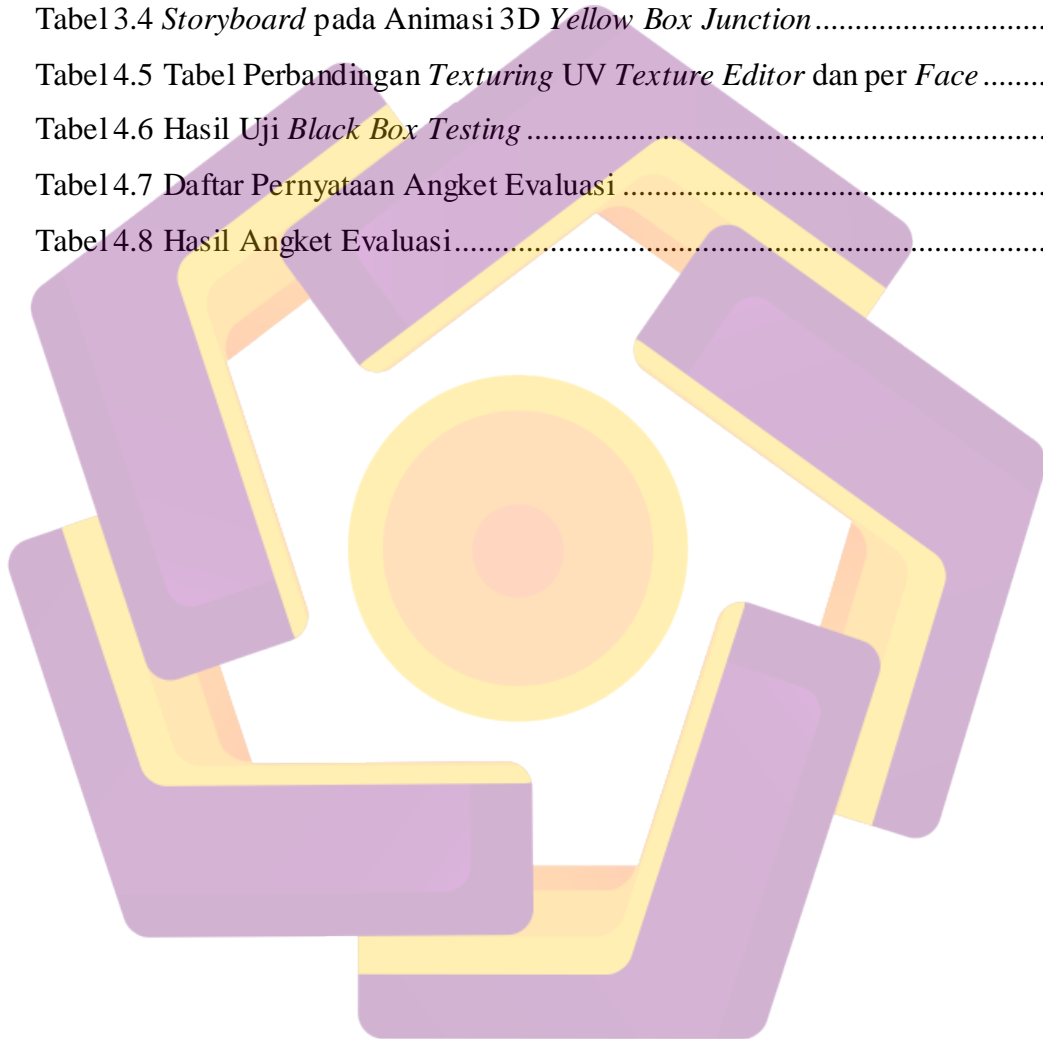 Tabel 3.4 Storyboard pada Animasi 3D Yellow Box Junction................................
Tabel 4.5 Tabel Perbandingan Texturing UV Texture Editor dan per Face.......
Tabel 4.6 Hasil Uji Black Box Testing........................................................................
Tabel 4.7 Daftar Pernyataan Angket Evaluasi...........................................................
Tabel 4.8 Hasil Angket Evaluasi.................................................................................